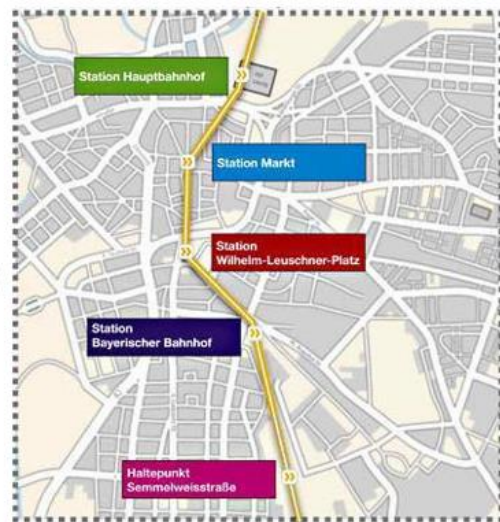 Station Hauptbahnhof
Station Markt
Station
Wilhelm-Leuschner-Platz
Station
Bayerischer Bahnhof
Haltepunkt
Semmelweisstraße